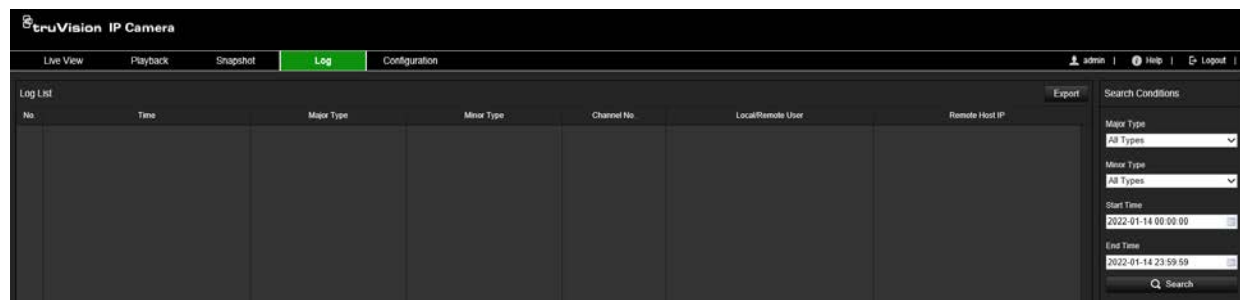 truVision IP Camera
Live View Playback Snapshot Log Configuration admin | Help | Logout |
Log List Export Search Conditions
No. Time Major Type Minor Type Channel No. Local/Remote User Remote Host IP
Major Type
All Types
Minor Type
All Types
Start Time
2022-01-14 00:00:00
End Time
2022-01-14 23:59:59
Search